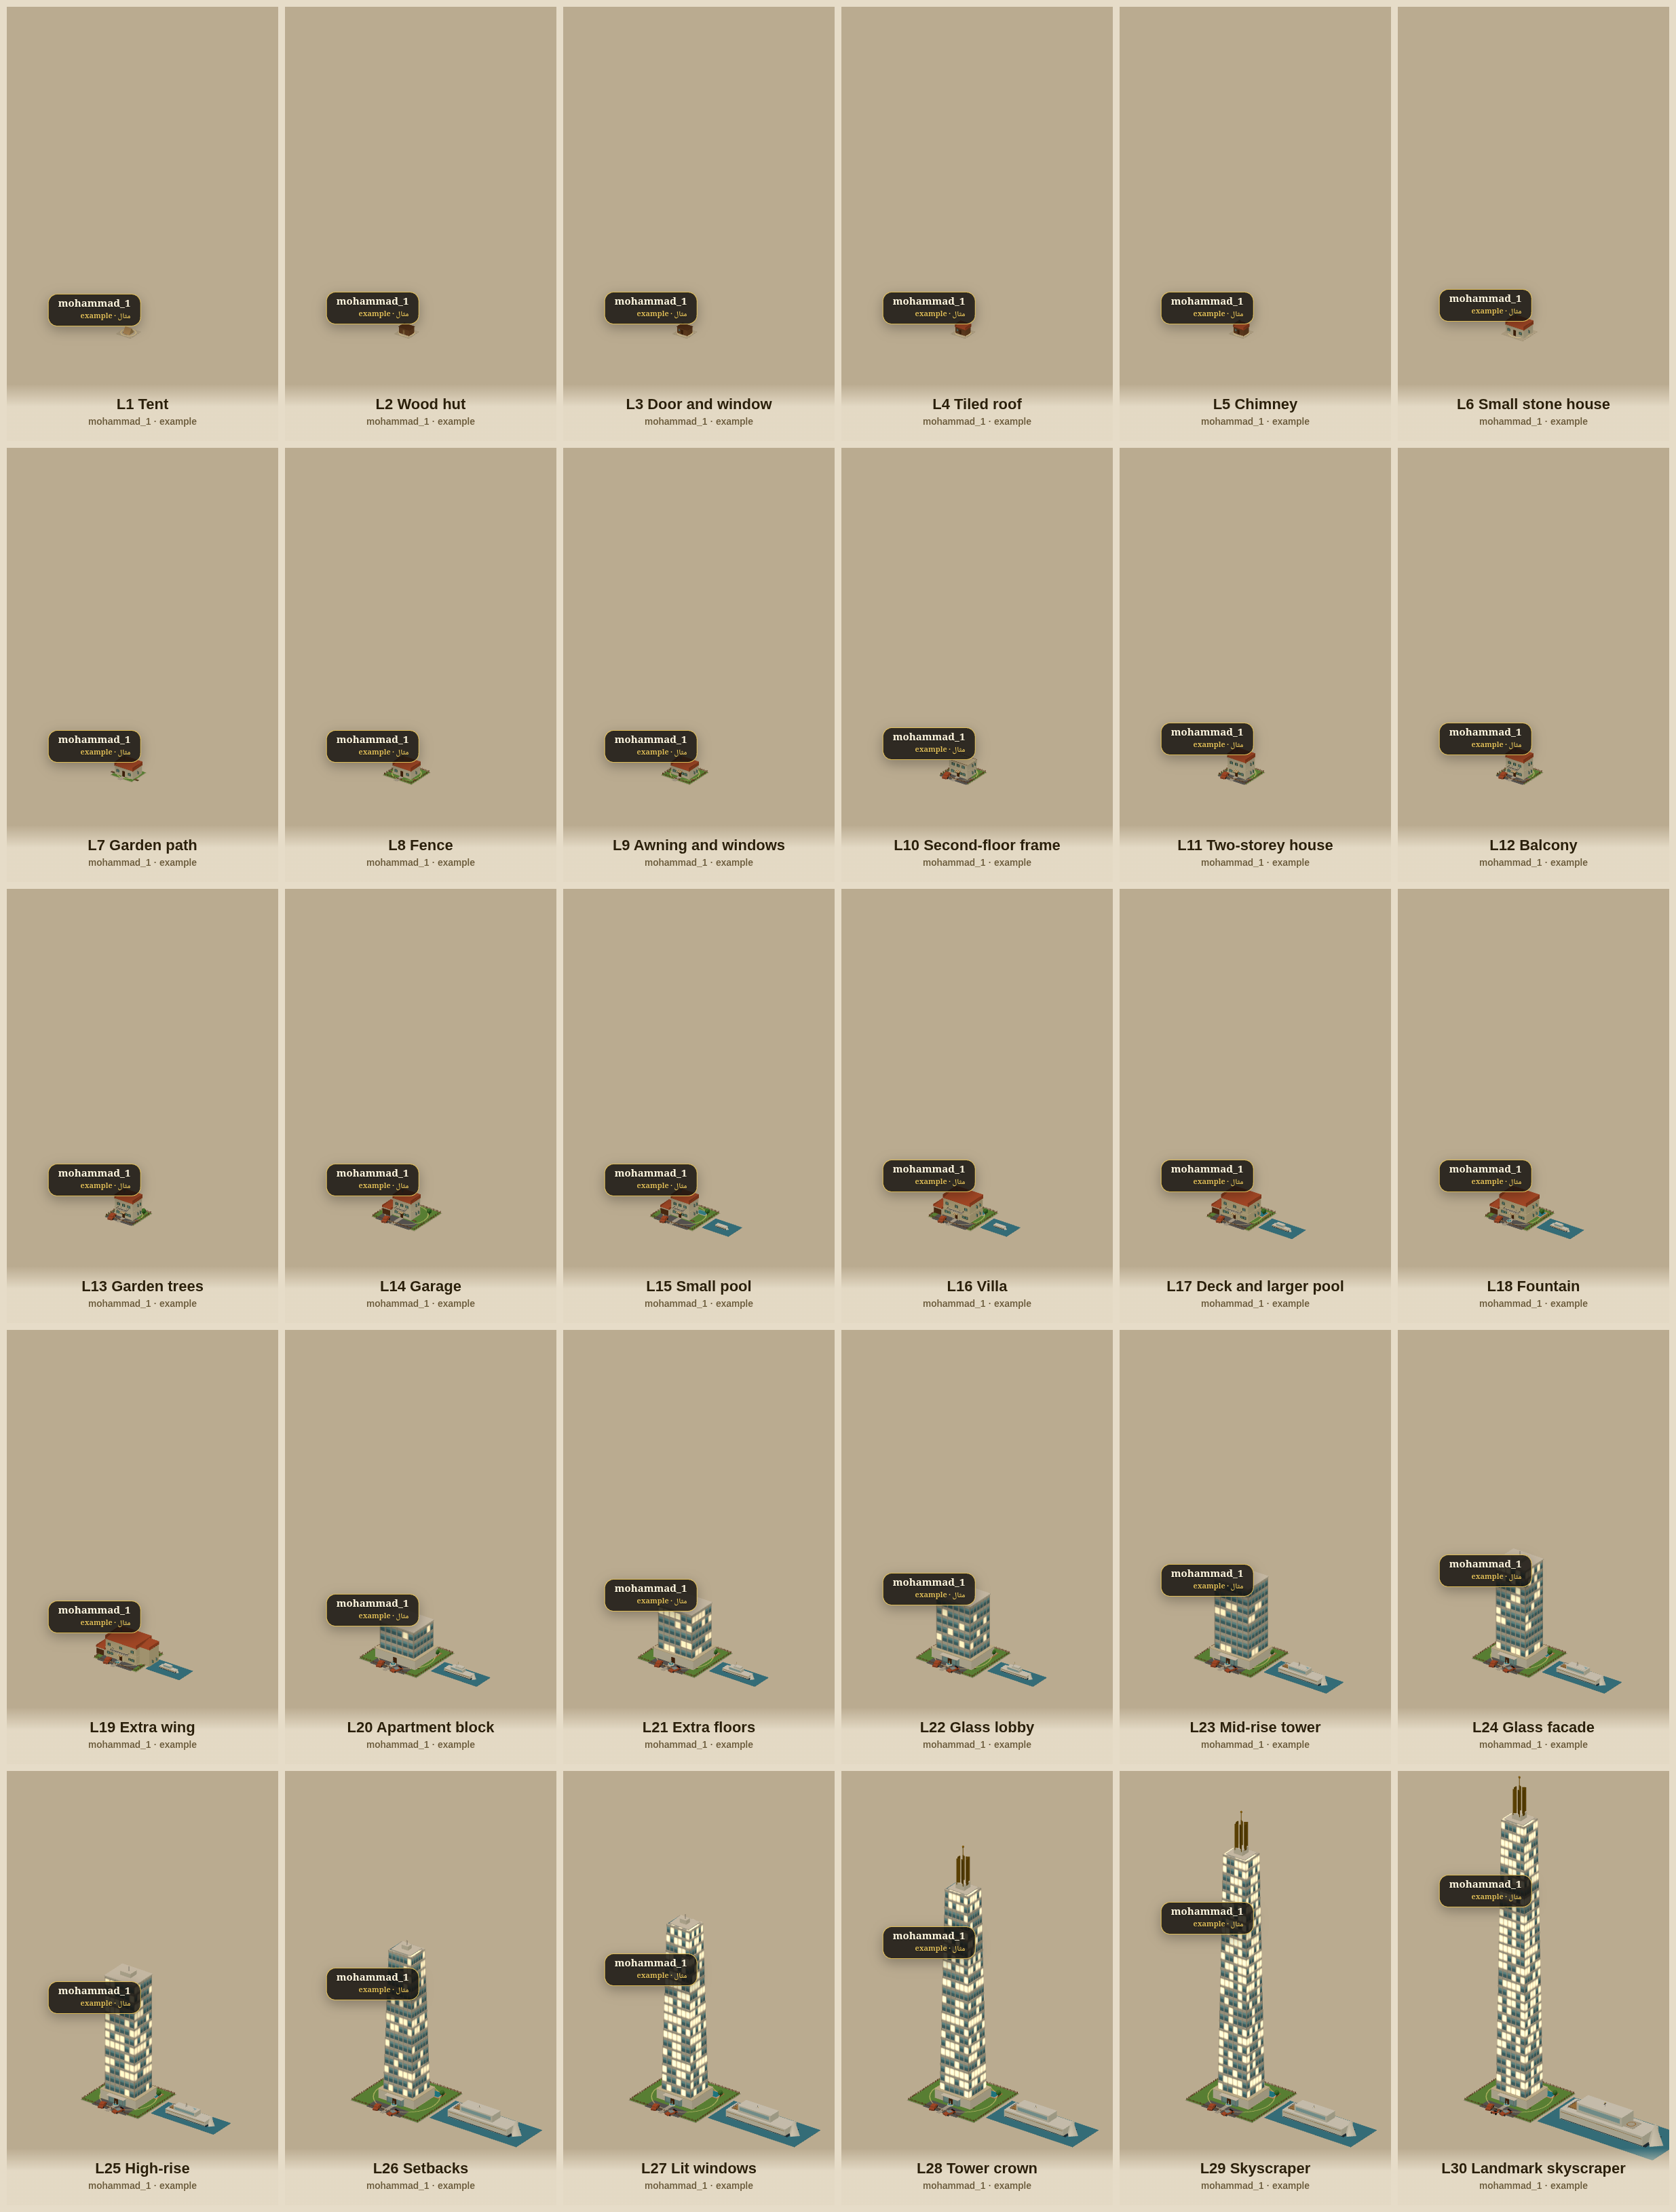 mohammad_1
example · مثال
L1 Tent
mohammad_1 · example
mohammad_1
example · مثال
L2 Wood hut
mohammad_1 · example
mohammad_1
example · مثال
L3 Door and window
mohammad_1 · example
mohammad_1
example · مثال
L4 Tiled roof
mohammad_1 · example
mohammad_1
example · مثال
L5 Chimney
mohammad_1 · example
mohammad_1
example · مثال
L6 Small stone house
mohammad_1 · example
mohammad_1
example · مثال
L7 Garden path
mohammad_1 · example
mohammad_1
example · مثال
L8 Fence
mohammad_1 · example
mohammad_1
example · مثال
L9 Awning and windows
mohammad_1 · example
mohammad_1
example · مثال
L10 Second-floor frame
mohammad_1 · example
mohammad_1
example · مثال
L11 Two-storey house
mohammad_1 · example
mohammad_1
example · مثال
L12 Balcony
mohammad_1 · example
mohammad_1
example · مثال
L13 Garden trees
mohammad_1 · example
mohammad_1
example · مثال
L14 Garage
mohammad_1 · example
mohammad_1
example · مثال
L15 Small pool
mohammad_1 · example
mohammad_1
example · مثال
L16 Villa
mohammad_1 · example
mohammad_1
example · مثال
L17 Deck and larger pool
mohammad_1 · example
mohammad_1
example · مثال
L18 Fountain
mohammad_1 · example
mohammad_1
example · مثال
L19 Extra wing
mohammad_1 · example
mohammad_1
example · مثال
L20 Apartment block
mohammad_1 · example
mohammad_1
example · مثال
L21 Extra floors
mohammad_1 · example
mohammad_1
example · مثال
L22 Glass lobby
mohammad_1 · example
mohammad_1
example · مثال
L23 Mid-rise tower
mohammad_1 · example
mohammad_1
example · مثال
L24 Glass facade
mohammad_1 · example
mohammad_1
example · مثال
L25 High-rise
mohammad_1 · example
mohammad_1
example · مثال
L26 Setbacks
mohammad_1 · example
mohammad_1
example · مثال
L27 Lit windows
mohammad_1 · example
mohammad_1
example · مثال
L28 Tower crown
mohammad_1 · example
mohammad_1
example · مثال
L29 Skyscraper
mohammad_1 · example
mohammad_1
example · مثال
L30 Landmark skyscraper
mohammad_1 · example